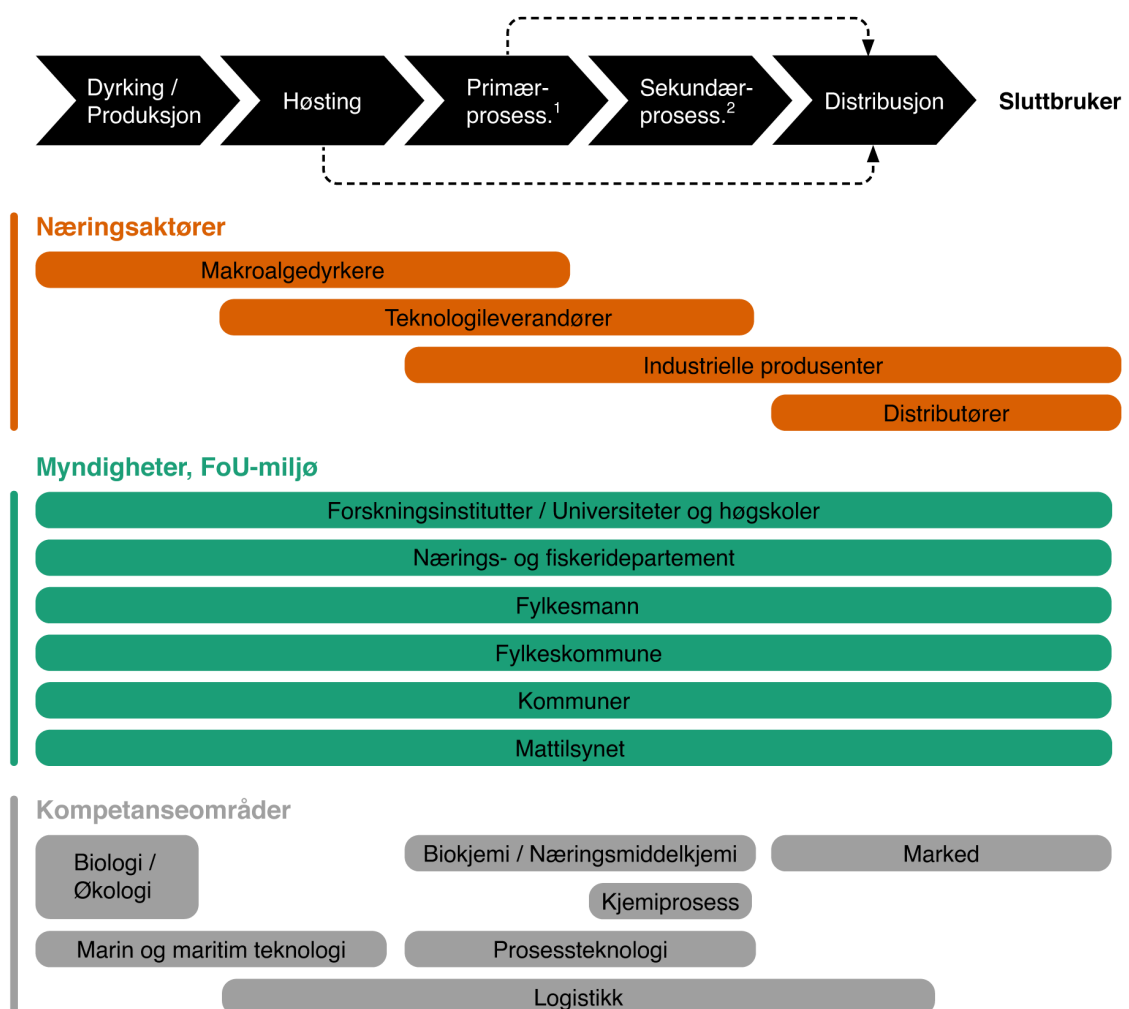 Dyrking /
Produksjon
Høsting
Primær-
prosess.¹
Sekundær-
prosess.²
Distribusjon
Sluttbruker
Næringsaktører
Makroalgedyrkere
Teknologileverandører
Industrielle produsenter
Distributører
Myndigheter, FoU-miljø
Forskningsinstitutter / Universiteter og høgskoler
Nærings- og fiskeridepartement
Fylkesmann
Fylkeskommune
Kommuner
Mattilsynet
Kompetanseområder
Biologi /
Økologi
Biokjemi / Næringsmiddelkjemi
Marked
Kjemiprosess
Marin og maritim teknologi
Prosessteknologi
Logistikk